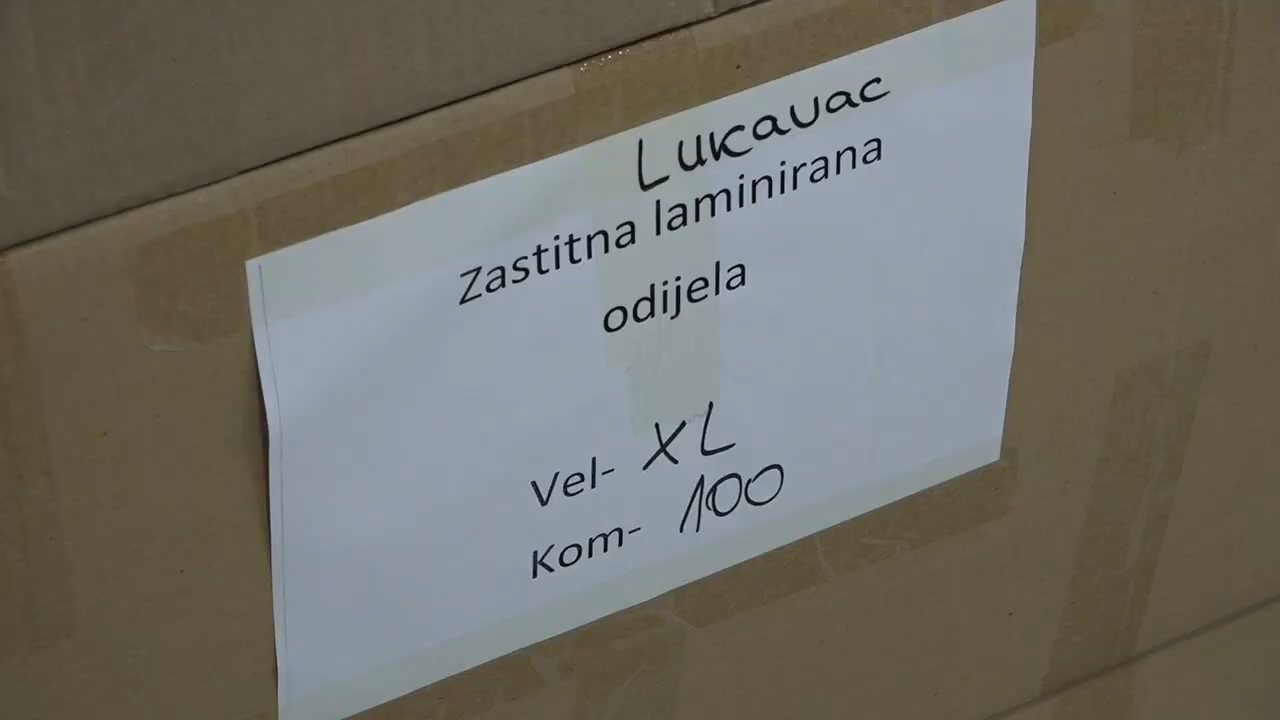 Lukavac
Zastitna laminirana
odijela
Vel- XL
Kom- 100